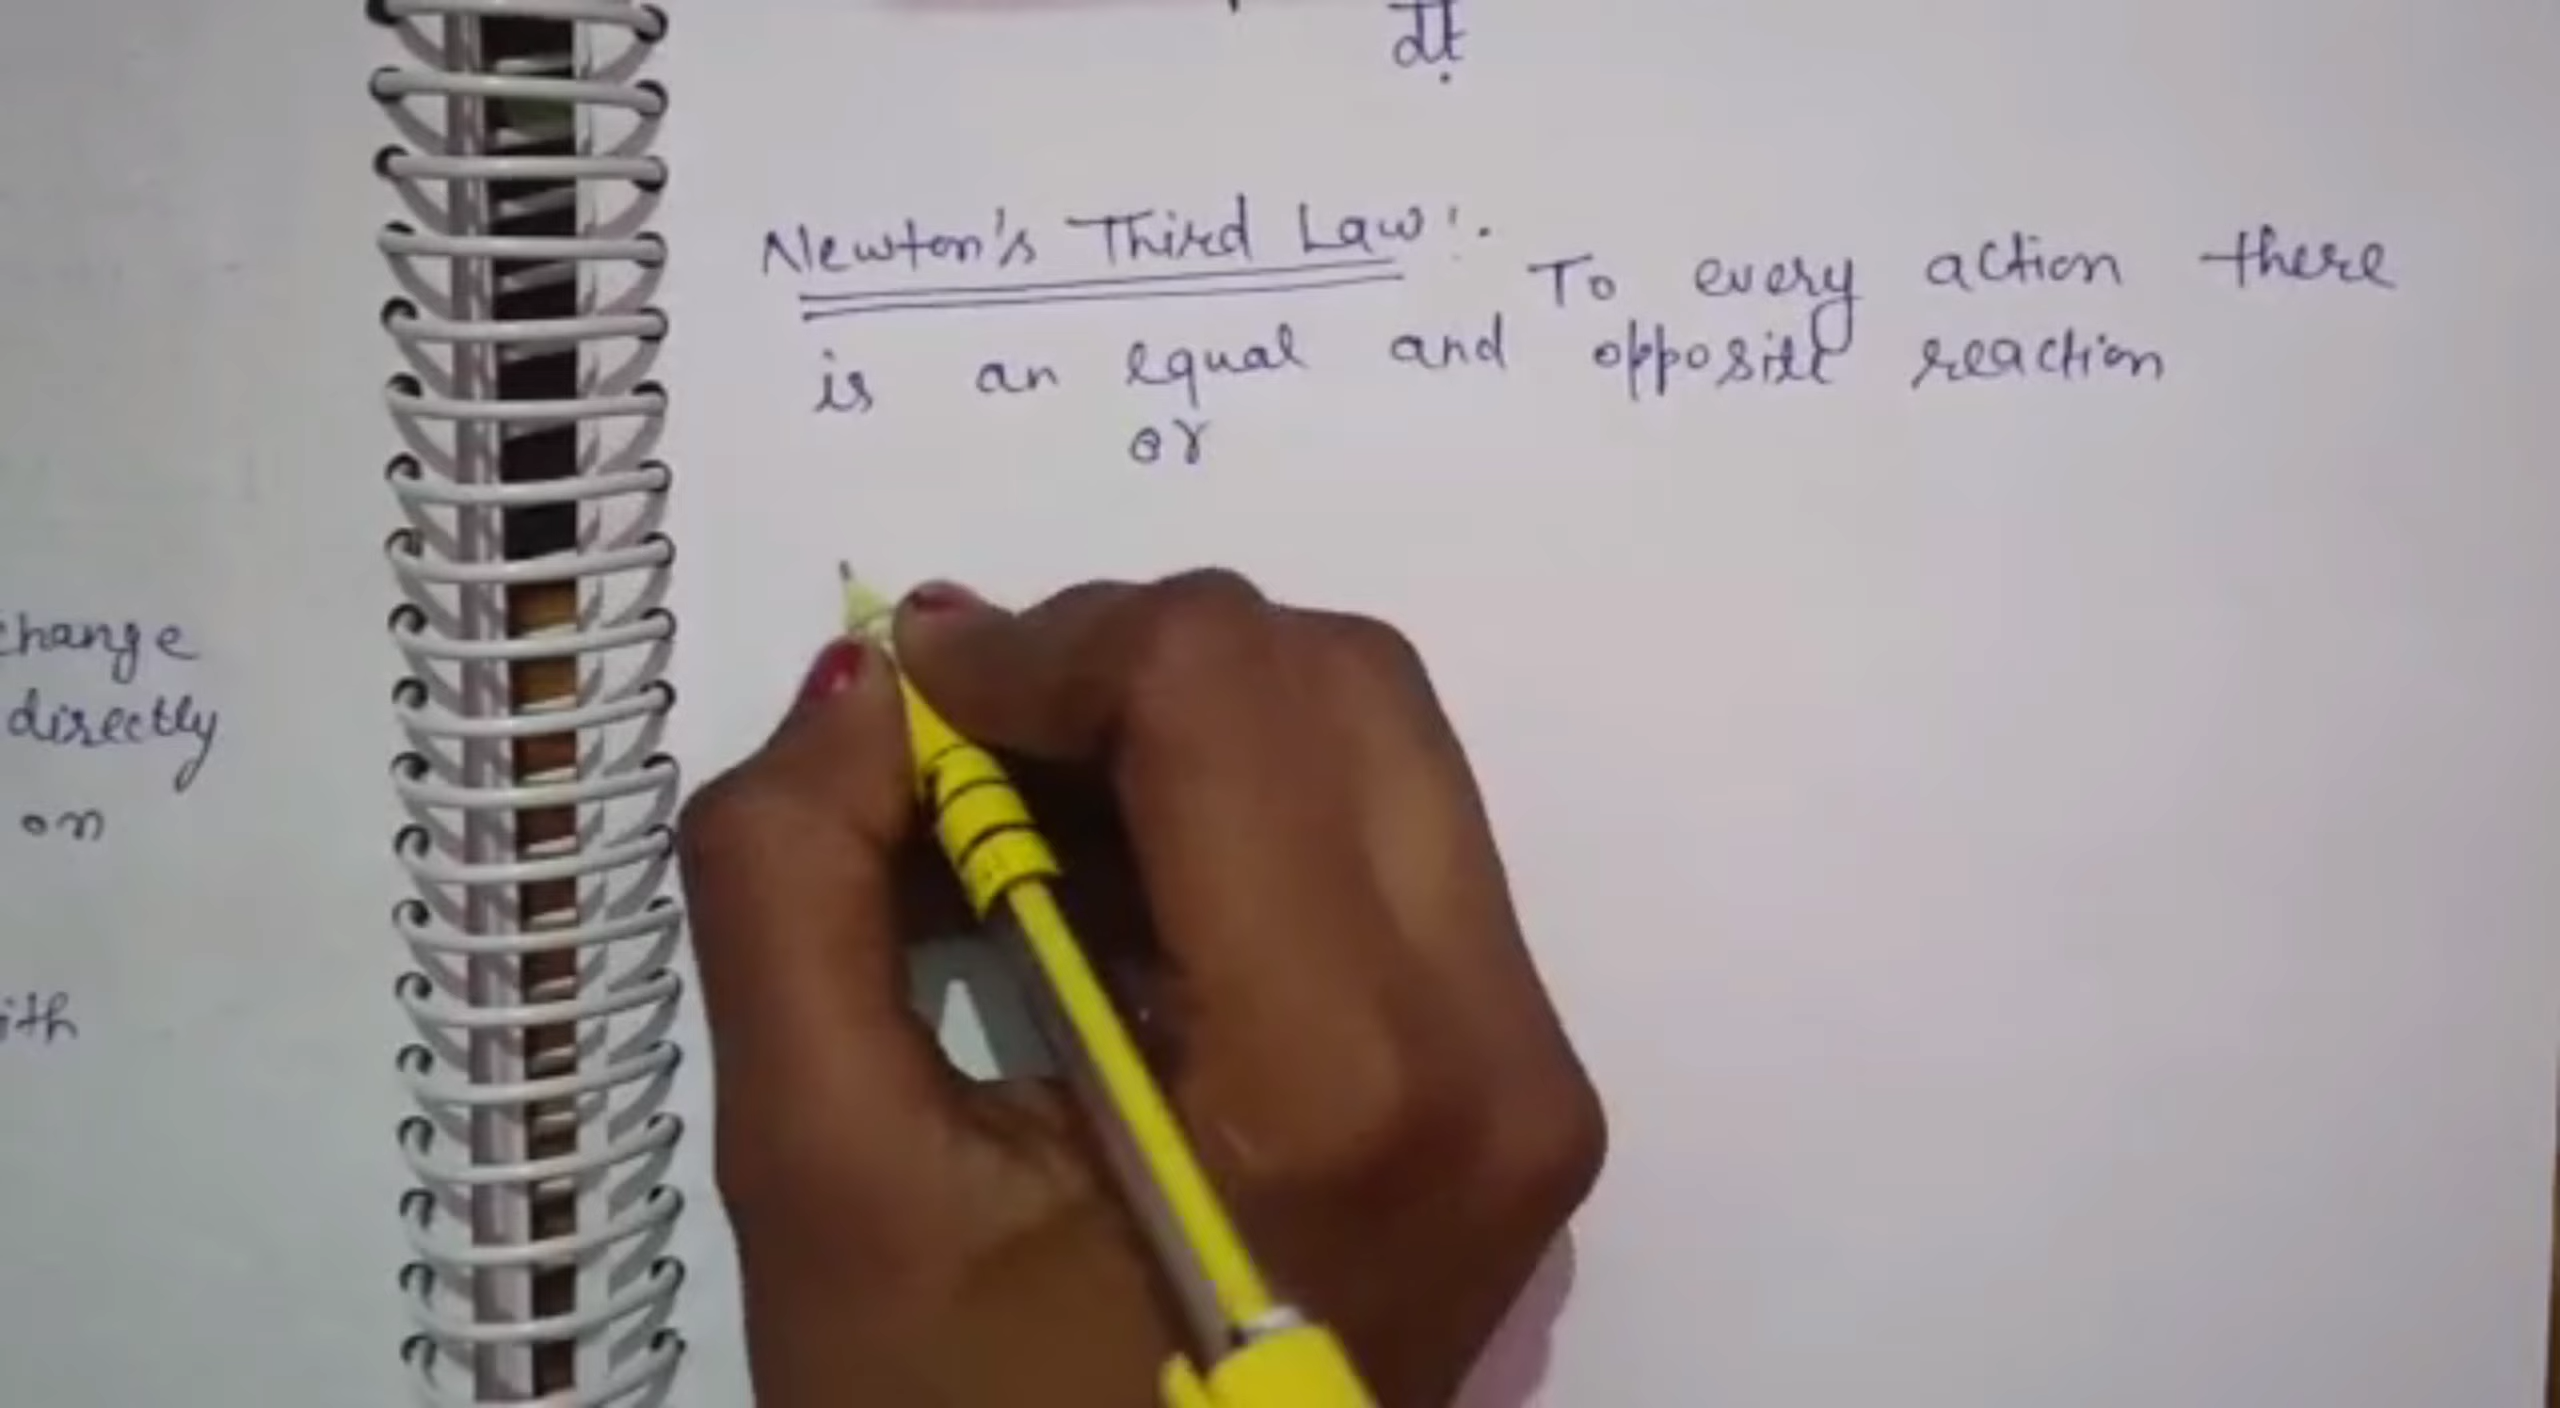 change
directly
on
ith
dt
Newton's Third Law :- To every action there
is an equal and opposite reaction
or